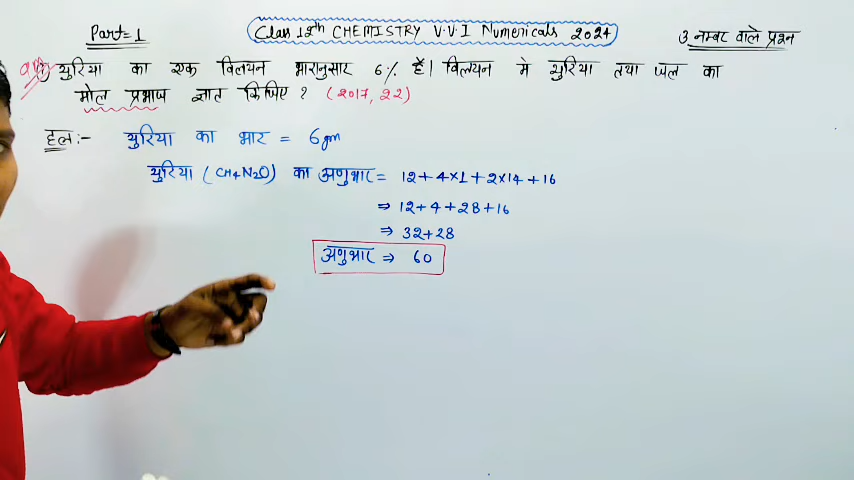 Part=1
Class 12th CHEMISTRY V.V.I Numericals 2024
3 नम्बर वाले प्रश्न
युरिया का एक विलयन भारानुसार 6% है। विलयन मे युरिया तथा जल का
मोल प्रभाज ज्ञात किजिए ? (2017, 22)
हल:- युरिया का भार = 6gm
युरिया (CH4N2O) का अणुभार = 12+4×1+2×14+16
⇒ 12+4+28+16
⇒ 32+28
अणुभार ⇒ 60